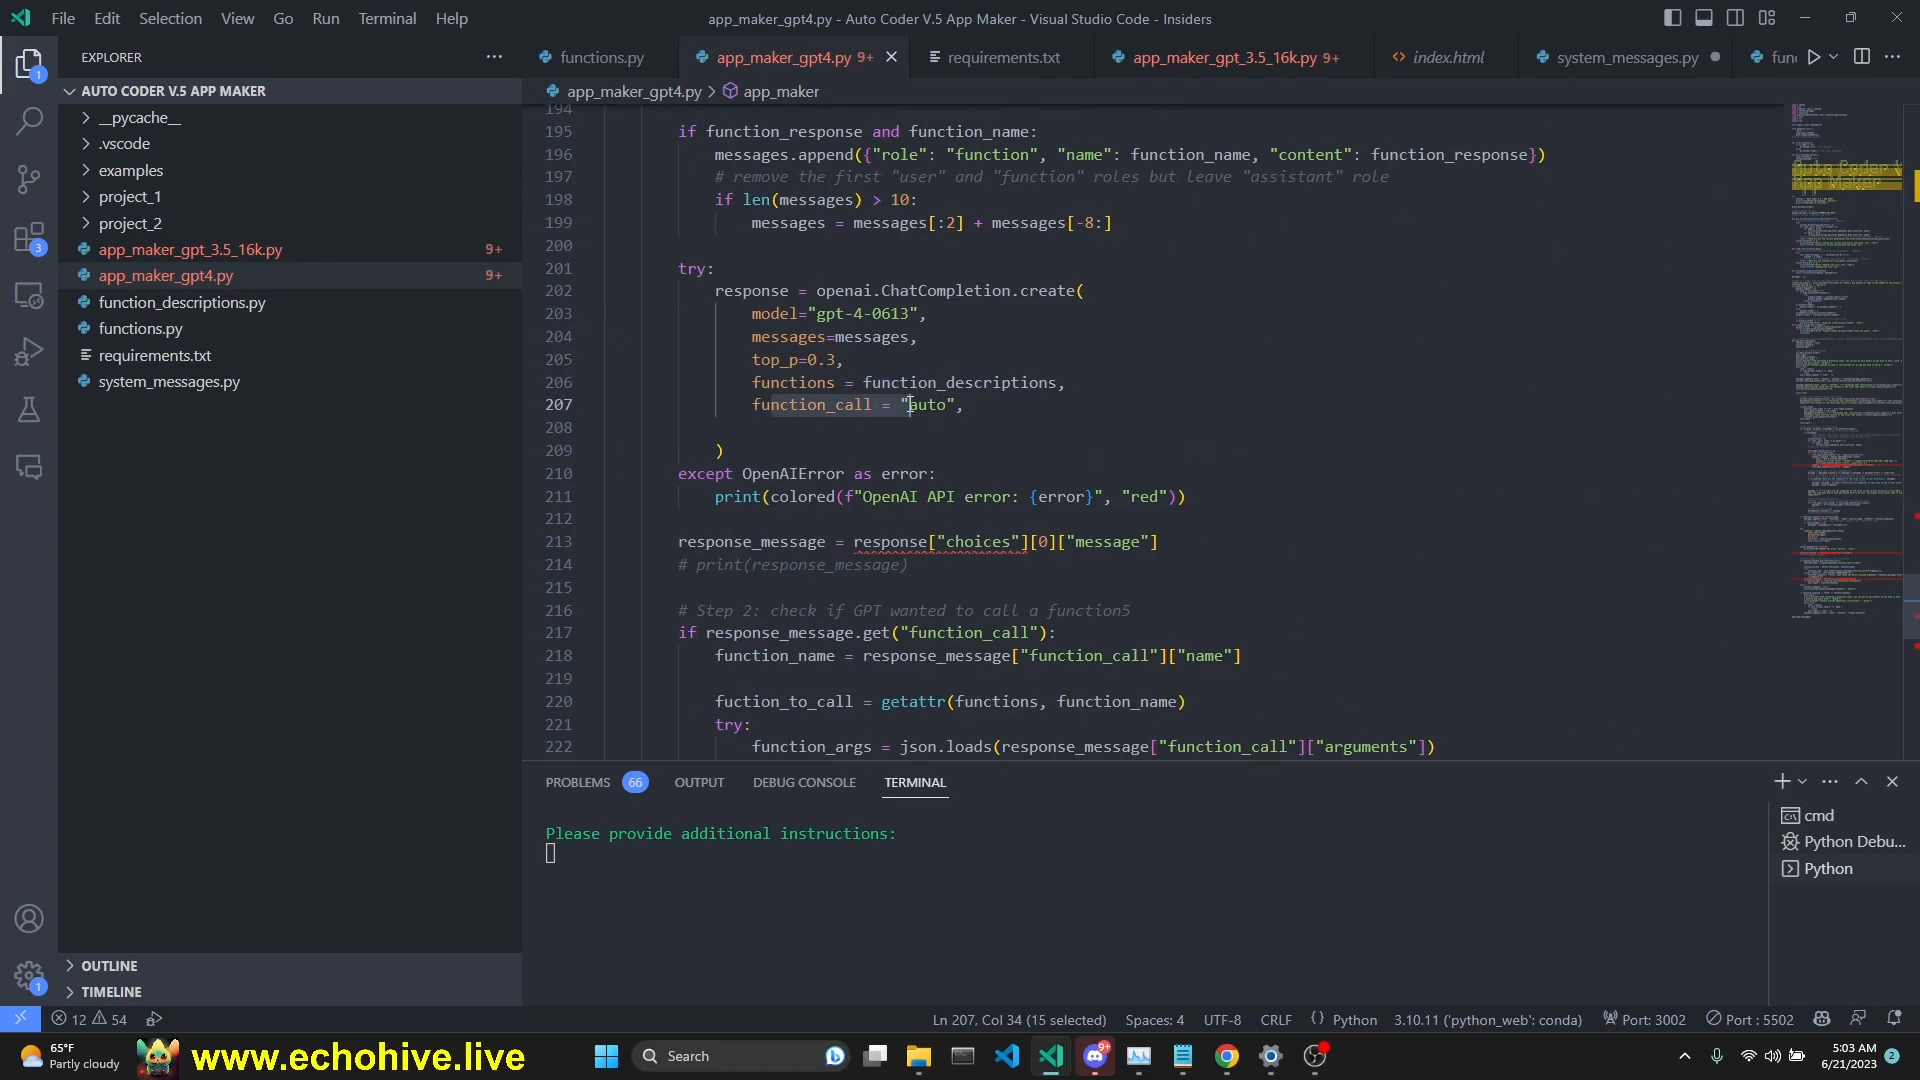 File Edit Selection View Go Run Terminal Help
app_maker_gpt4.py - Auto Coder V.5 App Maker - Visual Studio Code - Insiders
EXPLORER
functions.py
app_maker_gpt4.py 9+
requirements.txt
app_maker_gpt_3.5_16k.py 9+
index.html
system_messages.py
func
AUTO CODER V.5 APP MAKER
app_maker_gpt4.py > app_maker
__pycache__
.vscode
examples
project_1
project_2
app_maker_gpt_3.5_16k.py 9+
app_maker_gpt4.py 9+
function_descriptions.py
functions.py
requirements.txt
system_messages.py
OUTLINE
TIMELINE
194
195 if function_response and function_name:
196 messages.append({"role": "function", "name": function_name, "content": function_response})
197 # remove the first "user" and "function" roles but leave "assistant" role
198 if len(messages) > 10:
199 messages = messages[:2] + messages[-8:]
200
201 try:
202 response = openai.ChatCompletion.create(
203 model="gpt-4-0613",
204 messages=messages,
205 top_p=0.3,
206 functions = function_descriptions,
207 function_call = "auto",
208
209 )
210 except OpenAIError as error:
211 print(colored(f"OpenAI API error: {error}", "red"))
212
213 response_message = response["choices"][0]["message"]
214 # print(response_message)
215
216 # Step 2: check if GPT wanted to call a function5
217 if response_message.get("function_call"):
218 function_name = response_message["function_call"]["name"]
219
220 fuction_to_call = getattr(functions, function_name)
221 try:
222 function_args = json.loads(response_message["function_call"]["arguments"])
PROBLEMS 66 OUTPUT DEBUG CONSOLE TERMINAL
Please provide additional instructions:
cmd
Python Debu...
Python
1
3
1
12 54
Ln 207, Col 34 (15 selected) Spaces: 4 UTF-8 CRLF Python 3.10.11 ('python_web': conda) Port: 3002 Port : 5502
65°F
Partly cloudy
www.echohive.live
Search
9+
5:03 AM
6/21/2023
2